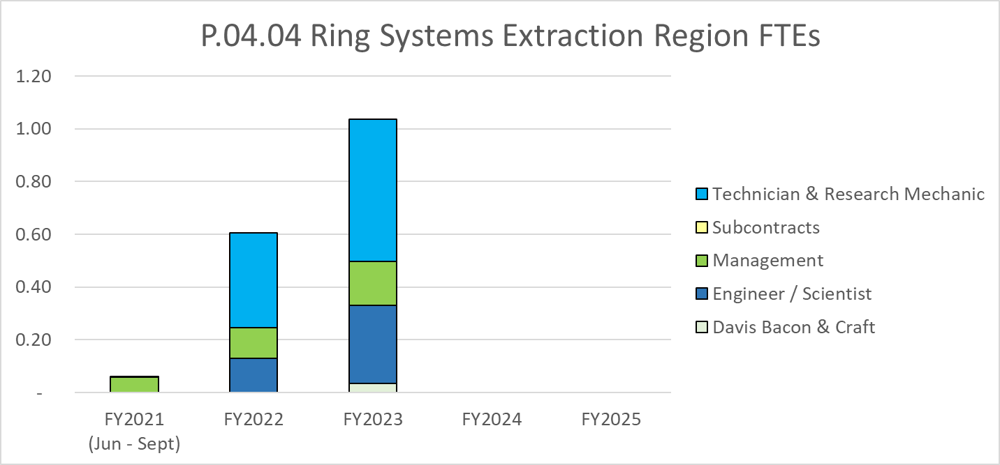 P.04.04 Ring Systems Extraction Region FTEs
1.20
1.00
0.80
0.60
0.40
0.20
-
FY2021
(Jun - Sept)
FY2022
FY2023
FY2024
FY2025
Technician & Research Mechanic
Subcontracts
Management
Engineer / Scientist
Davis Bacon & Craft